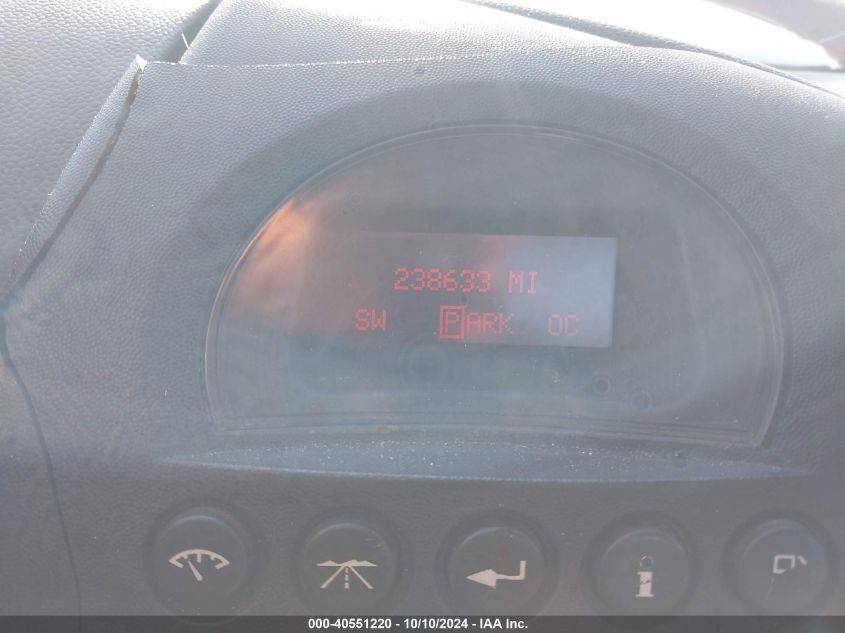 238633 MI
SW PARK OC
i
000-40551220 - 10/10/2024 - IAA Inc.